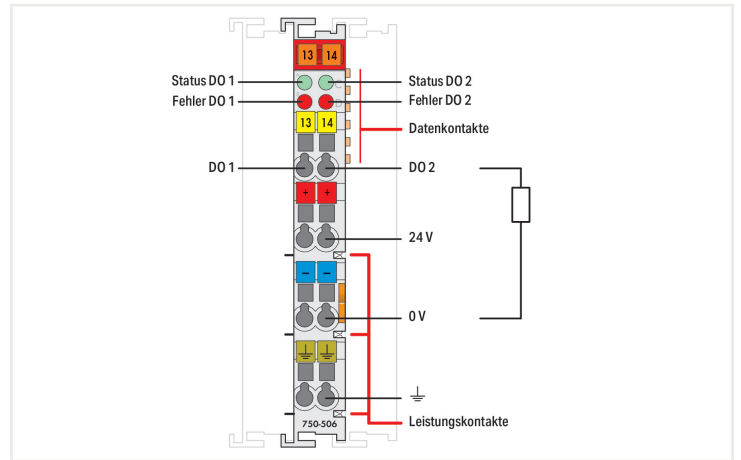 13 14
Status DO 1
Status DO 2
Fehler DO 1
Fehler DO 2
13 14
Datenkontakte
DO 1
DO 2
+ +
24 V
– –
0 V
750-506
Leistungskontakte